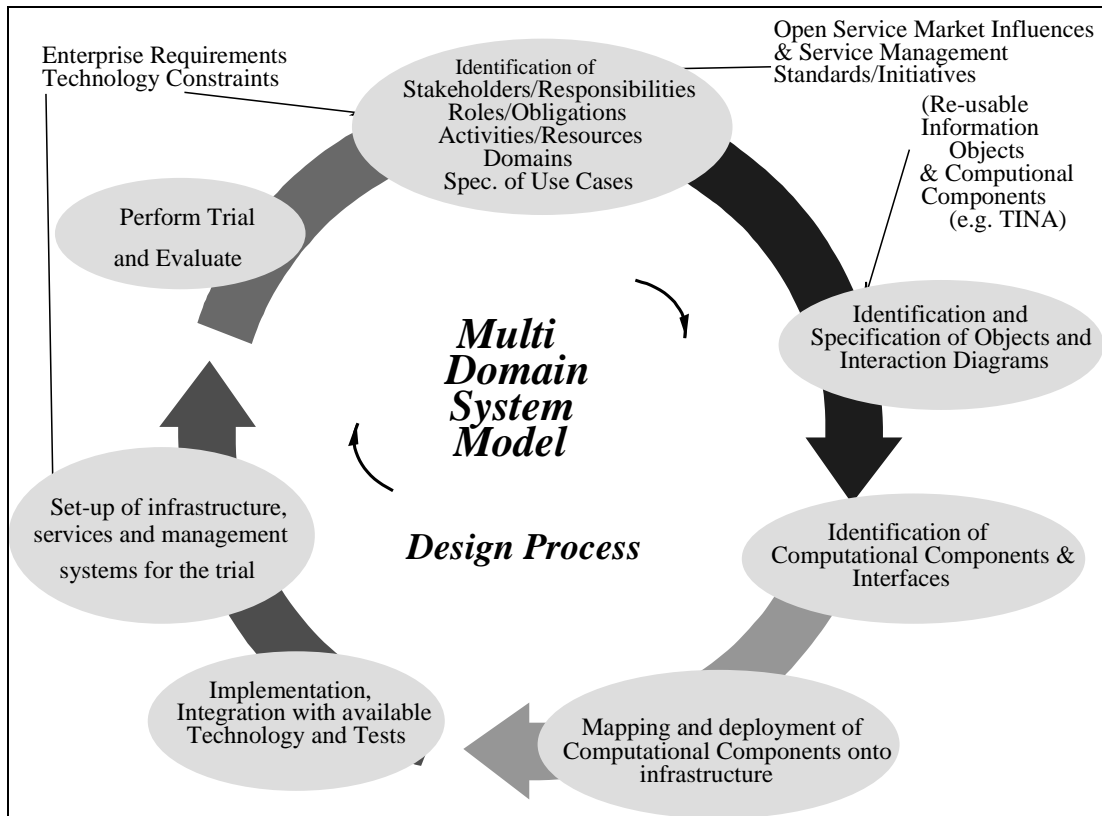 Enterprise Requirements
Technology Constraints
Identification of
Stakeholders/Responsibilities
Roles/Obligations
Activities/Resources
Domains
Spec. of Use Cases
Open Service Market Influences
& Service Management
Standards/Initiatives
(Re-usable
Information
Objects
& Computional
Components
(e.g. TINA)
Perform Trial
and Evaluate
Identification and
Specification of Objects and
Interaction Diagrams
Multi
Domain
System
Model
Design Process
Set-up of infrastructure,
services and management
systems for the trial
Identification of
Computational Components &
Interfaces
Implementation,
Integration with available
Technology and Tests
Mapping and deployment of
Computational Components onto
infrastructure